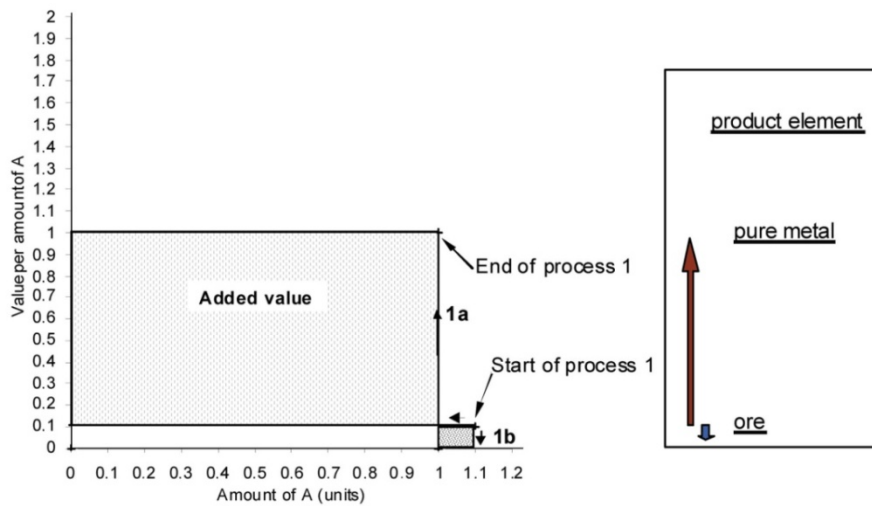 2
1.9
1.8
1.7
1.6
1.5
1.4
1.3
1.2
1.1
1
0.9
0.8
0.7
0.6
0.5
0.4
0.3
0.2
0.1
0
Valueper amountof A
Added value
1a
End of process 1
Start of process 1
1b
0 0.1 0.2 0.3 0.4 0.5 0.6 0.7 0.8 0.9 1 1.1 1.2
Amount of A (units)
product element
pure metal
ore